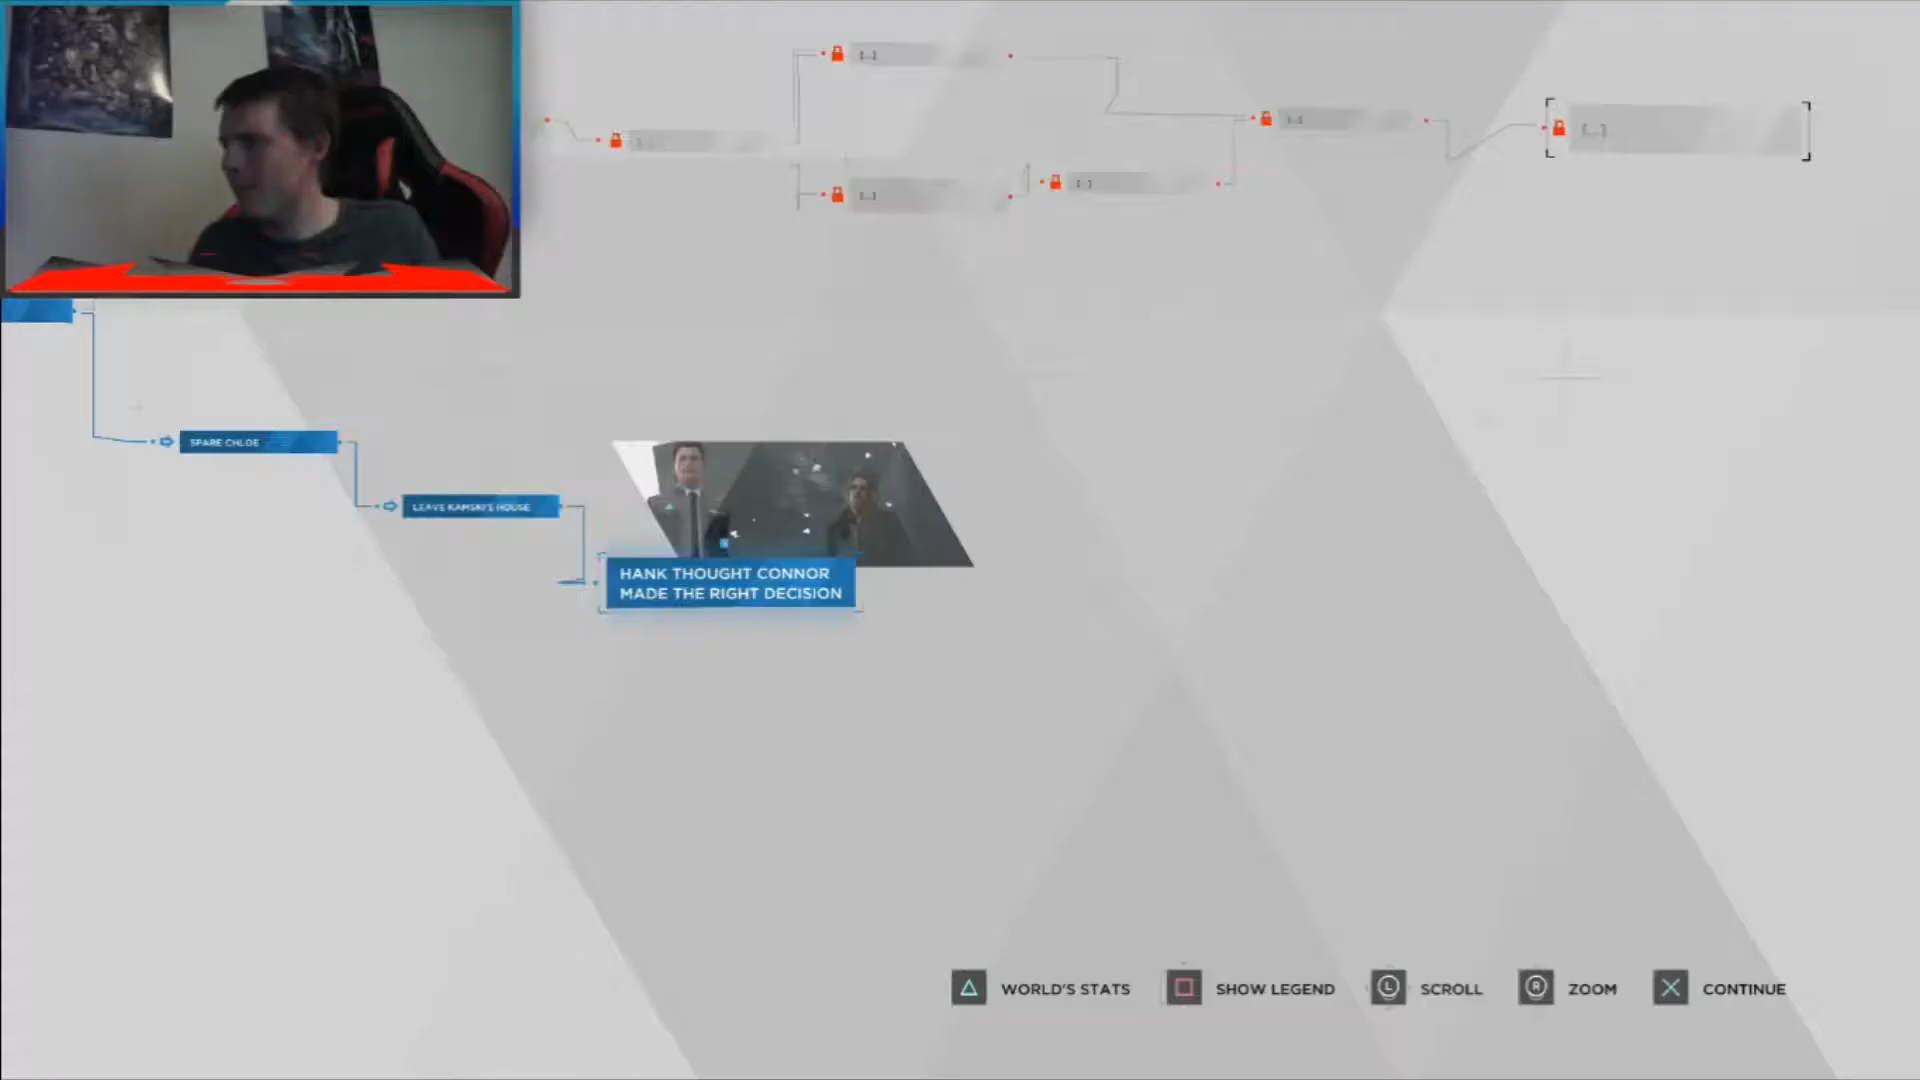 [...]
[...]
[...]
[...]
[...]
SPARE CHLOE
LEAVE KAMSKI'S HOUSE
HANK THOUGHT CONNOR
MADE THE RIGHT DECISION
WORLD'S STATS
SHOW LEGEND
L
SCROLL
R
ZOOM
CONTINUE